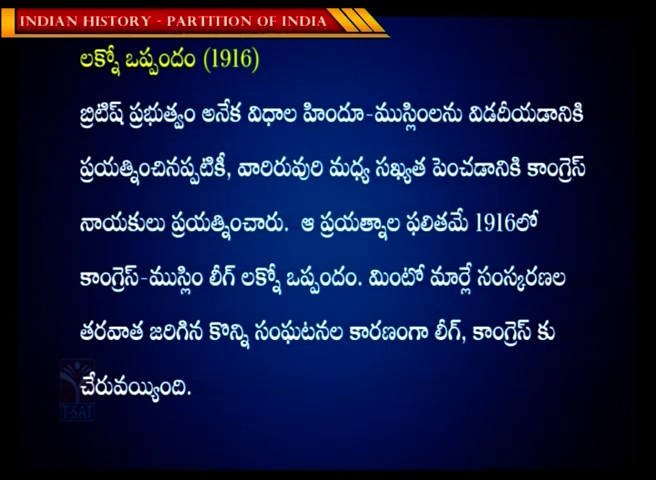 INDIAN HISTORY - PARTITION OF INDIA
లక్నో ఒప్పందం (1916)
బ్రిటిష్ ప్రభుత్వం అనేక విధాల హిందూ-ముస్లింలను విడదీయడానికి
ప్రయత్నించినప్పటికీ, వారిరువురి మధ్య సఖ్యత పెంచడానికి కాంగ్రెస్
నాయకులు ప్రయత్నించారు. ఆ ప్రయత్నాల ఫలితమే 1916లో
కాంగ్రెస్-ముస్లిం లీగ్ లక్నో ఒప్పందం. మింటో మార్లే సంస్కరణల
తరవాత జరిగిన కొన్ని సంఘటనల కారణంగా లీగ్, కాంగ్రెస్ కు
చేరువయ్యింది.
T-SAT